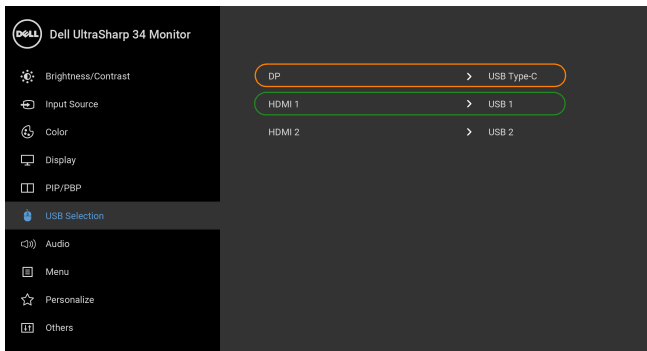 DELL Dell UltraSharp 34 Monitor
Brightness/Contrast
DP > USB Type-C
Input Source
HDMI 1 > USB 1
Color
HDMI 2 > USB 2
Display
PIP/PBP
USB Selection
Audio
Menu
Personalize
Others